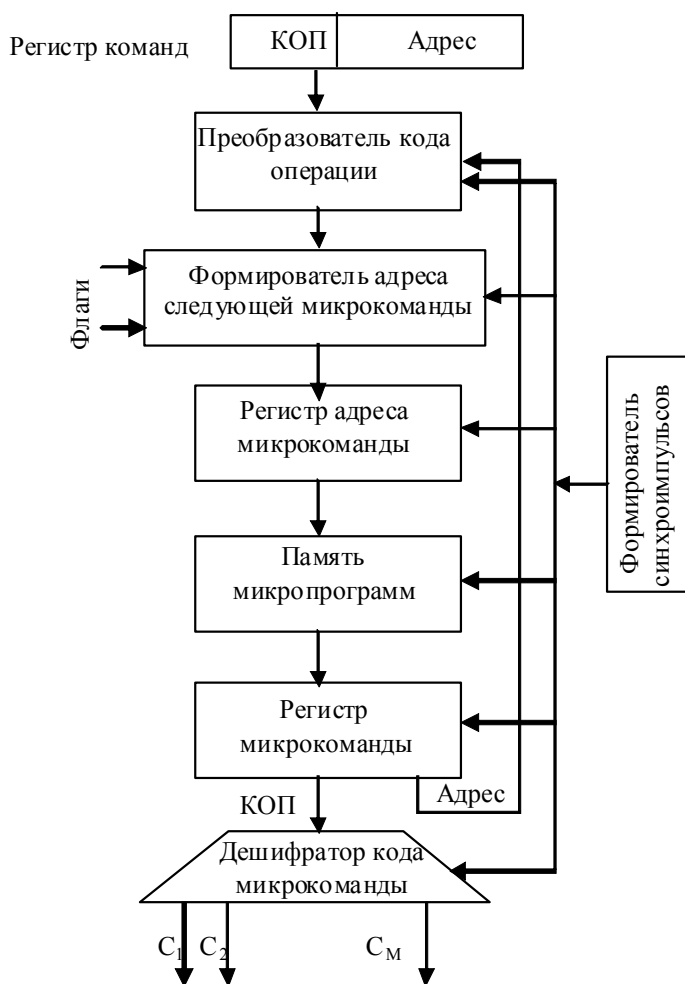 Регистр команд
КОП
Адрес
Преобразователь кода
операции
Флаги
Формирователь адреса
следующей микрокоманды
Регистр адреса
микрокоманды
Формирователь
синхроимпульсов
Память
микропрограмм
Регистр
микрокоманды
КОП
Адрес
Дешифратор кода
микрокоманды
C1
C2
CM